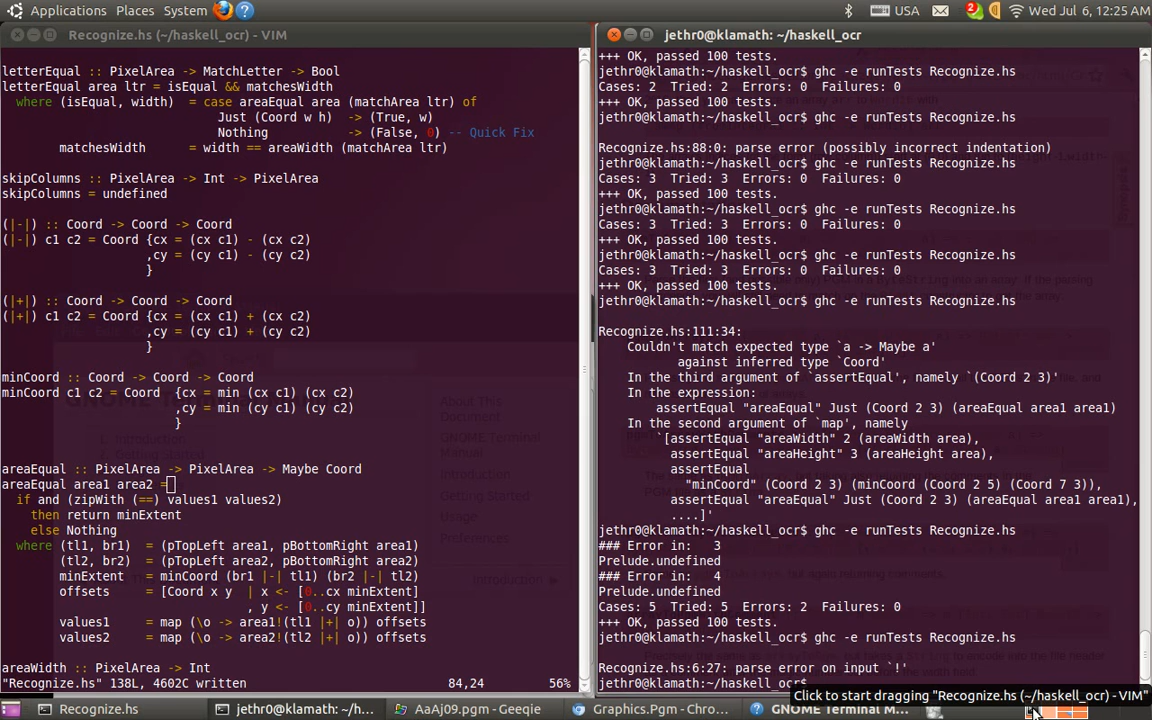 Applications Places System USA 2 Wed Jul 6, 12:25 AM
Recognize.hs (~/haskell_ocr) - VIM
letterEqual :: PixelArea -> MatchLetter -> Bool
letterEqual area ltr = isEqual && matchesWidth
  where (isEqual, width)  = case areaEqual area (matchArea ltr) of
                              Just (Coord w h)  -> (True, w)
                              Nothing           -> (False, 0) -- Quick Fix
        matchesWidth      = width == areaWidth (matchArea ltr)
skipColumns :: PixelArea -> Int -> PixelArea
skipColumns = undefined
(|-|) :: Coord -> Coord -> Coord
(|-|) c1 c2 = Coord {cx = (cx c1) - (cx c2)
                    ,cy = (cy c1) - (cy c2)
                    }
(|+|) :: Coord -> Coord -> Coord
(|+|) c1 c2 = Coord {cx = (cx c1) + (cx c2)
                    ,cy = (cy c1) + (cy c2)
                    }
minCoord :: Coord -> Coord -> Coord
minCoord c1 c2 = Coord  {cx = min (cx c1) (cx c2)
                        ,cy = min (cy c1) (cy c2)
                        }
areaEqual :: PixelArea -> PixelArea -> Maybe Coord
areaEqual area1 area2 =
  if and (zipWith (==) values1 values2)
    then return minExtent
    else Nothing
  where (tl1, br1)  = (pTopLeft area1, pBottomRight area1)
        (tl2, br2)  = (pTopLeft area2, pBottomRight area2)
        minExtent   = minCoord (br1 |-| tl1) (br2 |-| tl2)
        offsets     = [Coord x y  | x <- [0..cx minExtent]
                                  , y <- [0..cy minExtent]]
        values1     = map (\o -> area1!(tl1 |+| o)) offsets
        values2     = map (\o -> area2!(tl2 |+| o)) offsets
areaWidth :: PixelArea -> Int
"Recognize.hs" 138L, 4602C written 84,24 56%
jethr0@klamath: ~/haskell_ocr
+++ OK, passed 100 tests.
jethr0@klamath:~/haskell_ocr$ ghc -e runTests Recognize.hs
Cases: 2  Tried: 2  Errors: 0  Failures: 0
+++ OK, passed 100 tests.
jethr0@klamath:~/haskell_ocr$ ghc -e runTests Recognize.hs
Recognize.hs:88:0: parse error (possibly incorrect indentation)
jethr0@klamath:~/haskell_ocr$ ghc -e runTests Recognize.hs
Cases: 3  Tried: 3  Errors: 0  Failures: 0
+++ OK, passed 100 tests.
jethr0@klamath:~/haskell_ocr$ ghc -e runTests Recognize.hs
Cases: 3  Tried: 3  Errors: 0  Failures: 0
+++ OK, passed 100 tests.
jethr0@klamath:~/haskell_ocr$ ghc -e runTests Recognize.hs
Cases: 3  Tried: 3  Errors: 0  Failures: 0
+++ OK, passed 100 tests.
jethr0@klamath:~/haskell_ocr$ ghc -e runTests Recognize.hs
Recognize.hs:111:34:
    Couldn't match expected type `a -> Maybe a'
           against inferred type `Coord'
    In the third argument of `assertEqual', namely `(Coord 2 3)'
    In the expression:
        assertEqual "areaEqual" Just (Coord 2 3) (areaEqual area1 area1)
    In the second argument of `map', namely
        `[assertEqual "areaWidth" 2 (areaWidth area),
          assertEqual "areaHeight" 3 (areaHeight area),
          assertEqual
            "minCoord" (Coord 2 3) (minCoord (Coord 2 5) (Coord 7 3)),
          assertEqual "areaEqual" Just (Coord 2 3) (areaEqual area1 area1),
          ....]'
jethr0@klamath:~/haskell_ocr$ ghc -e runTests Recognize.hs
### Error in:   3
Prelude.undefined
### Error in:   4
Prelude.undefined
Cases: 5  Tried: 5  Errors: 2  Failures: 0
+++ OK, passed 100 tests.
jethr0@klamath:~/haskell_ocr$ ghc -e runTests Recognize.hs
Recognize.hs:6:27: parse error on input `!'
jethr0@klamath:~/haskell_ocr$
Click to start dragging "Recognize.hs (~/haskell_ocr) - VIM"
Recognize.hs jethr0@klamath: ~/h... AaAj09.pgm - Geeqie Graphics.Pgm - Chro... GNOME Terminal M...
About This
Document
GNOME Terminal
Manual
Introduction
Getting Started
Usage
Preferences